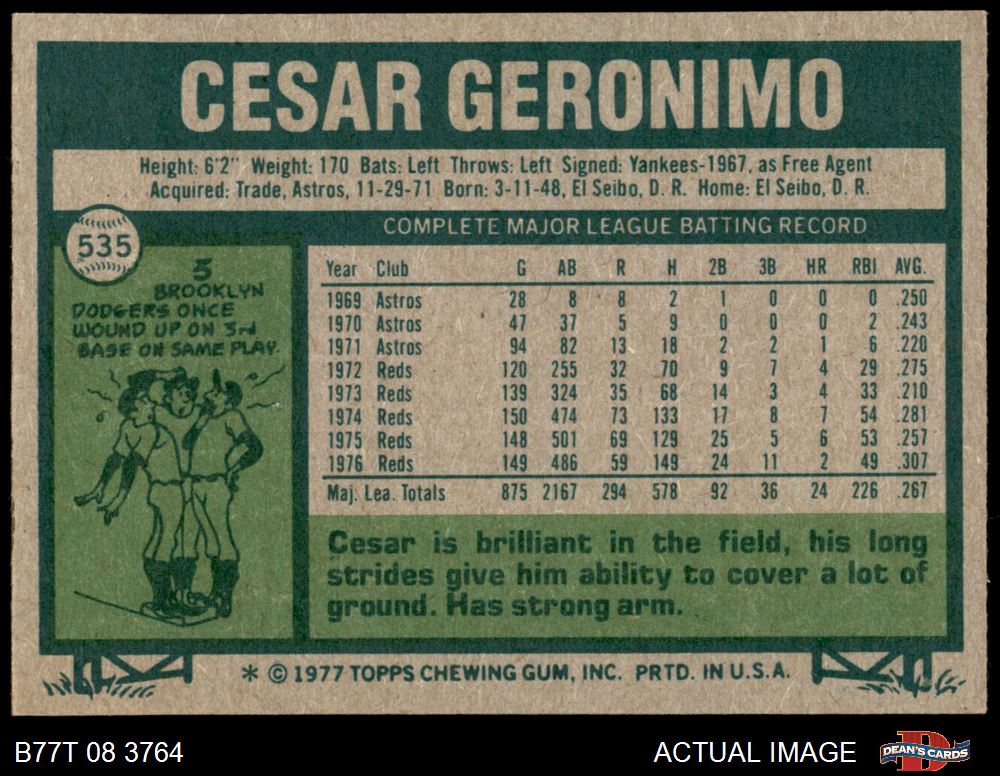 CESAR GERONIMO
Height: 6'2" Weight: 170 Bats: Left Throws: Left Signed: Yankees-1967, as Free Agent
Acquired: Trade, Astros, 11-29-71 Born: 3-11-48, El Seibo, D. R. Home: El Seibo, D. R.
535
3
BROOKLYN
DODGERS ONCE
WOUND UP ON 3rd
BASE ON SAME PLAY.
COMPLETE MAJOR LEAGUE BATTING RECORD
Year Club G AB R H 2B 3B HR RBI AVG.
1969 Astros 28 8 8 2 1 0 0 0 .250
1970 Astros 47 37 5 9 0 0 0 2 .243
1971 Astros 94 82 13 18 2 2 1 6 .220
1972 Reds 120 255 32 70 9 7 4 29 .275
1973 Reds 139 324 35 68 14 3 4 33 .210
1974 Reds 150 474 73 133 17 8 7 54 .281
1975 Reds 148 501 69 129 25 5 6 53 .257
1976 Reds 149 486 59 149 24 11 2 49 .307
Maj. Lea. Totals 875 2167 294 578 92 36 24 226 .267
Cesar is brilliant in the field, his long
strides give him ability to cover a lot of
ground. Has strong arm.
* © 1977 TOPPS CHEWING GUM, INC. PRTD. IN U.S.A.
B77T 08 3764
ACTUAL IMAGE
D
DEAN'S CARDS